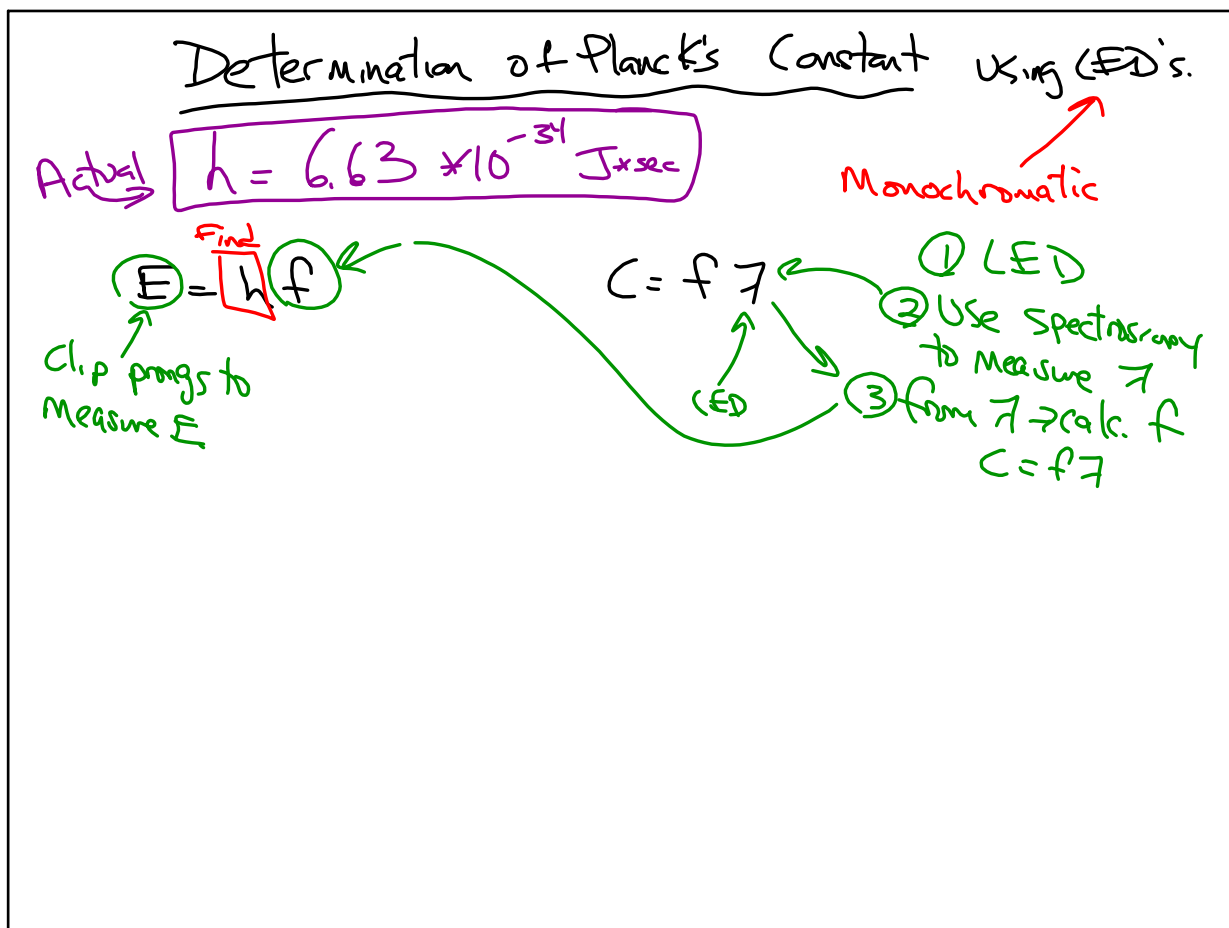 Determination of Planck's Constant Using LED's.
Actual h = 6.63 *10^-34 J*sec
Monochromatic
Find
E = h f
C = f λ
① LED
② Use Spectroscopy
to measure λ
Clip prongs to
Measure E
LED
③ from λ → calc. f
C = f λ